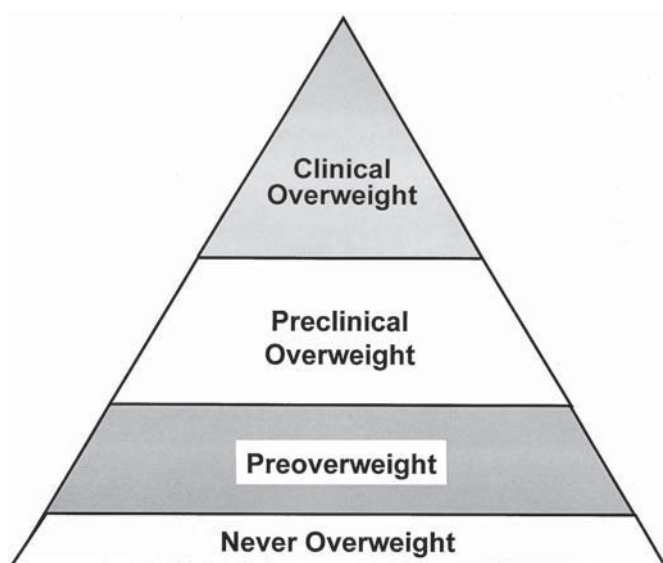 Clinical
Overweight
Preclinical
Overweight
Preoverweight
Never Overweight